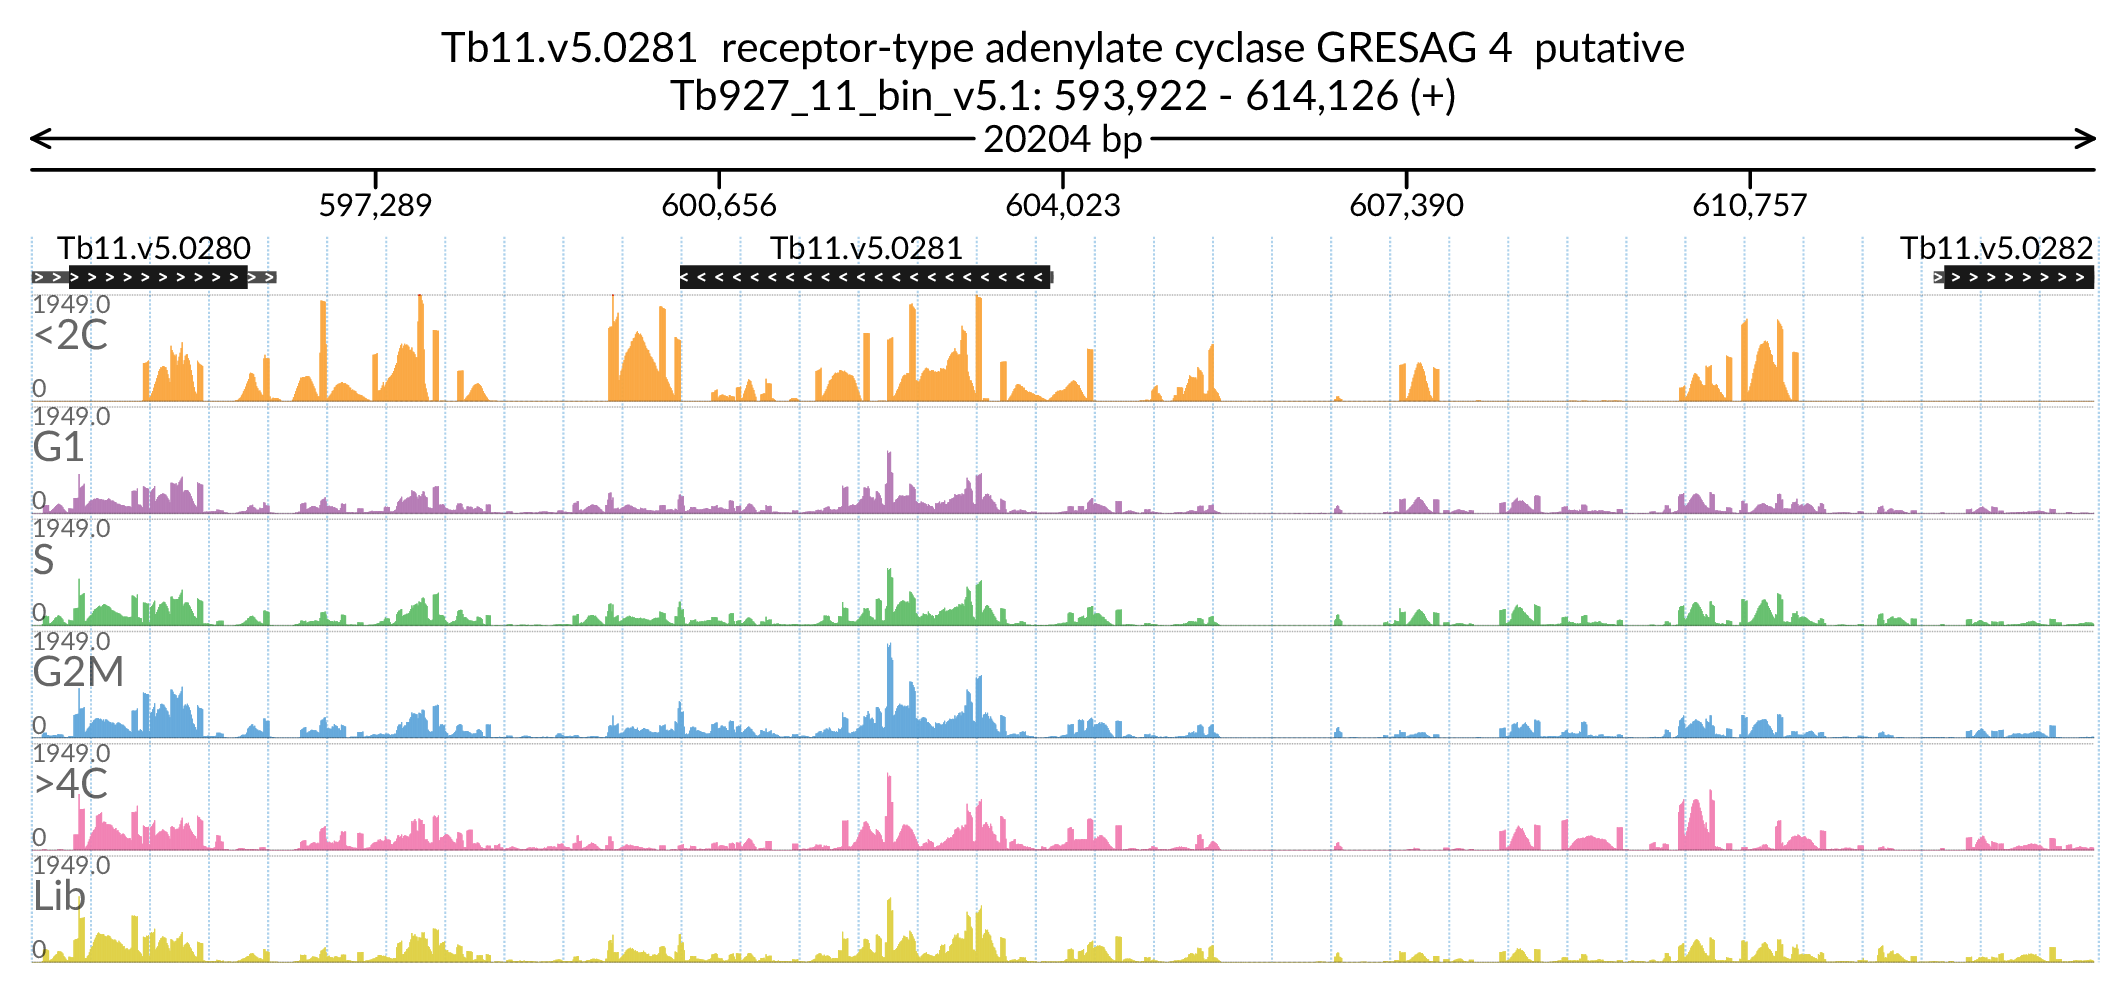 Tb11.v5.0281 receptor-type adenylate cyclase GRESAG 4 putative
Tb927_11_bin_v5.1: 593,922 - 614,126 (+)
20204 bp
597,289 600,656 604,023 607,390 610,757
Tb11.v5.0280 Tb11.v5.0281 Tb11.v5.0282
1949.0
<2C
0
1949.0
G1
0
1949.0
S
0
1949.0
G2M
0
1949.0
>4C
0
1949.0
Lib
0